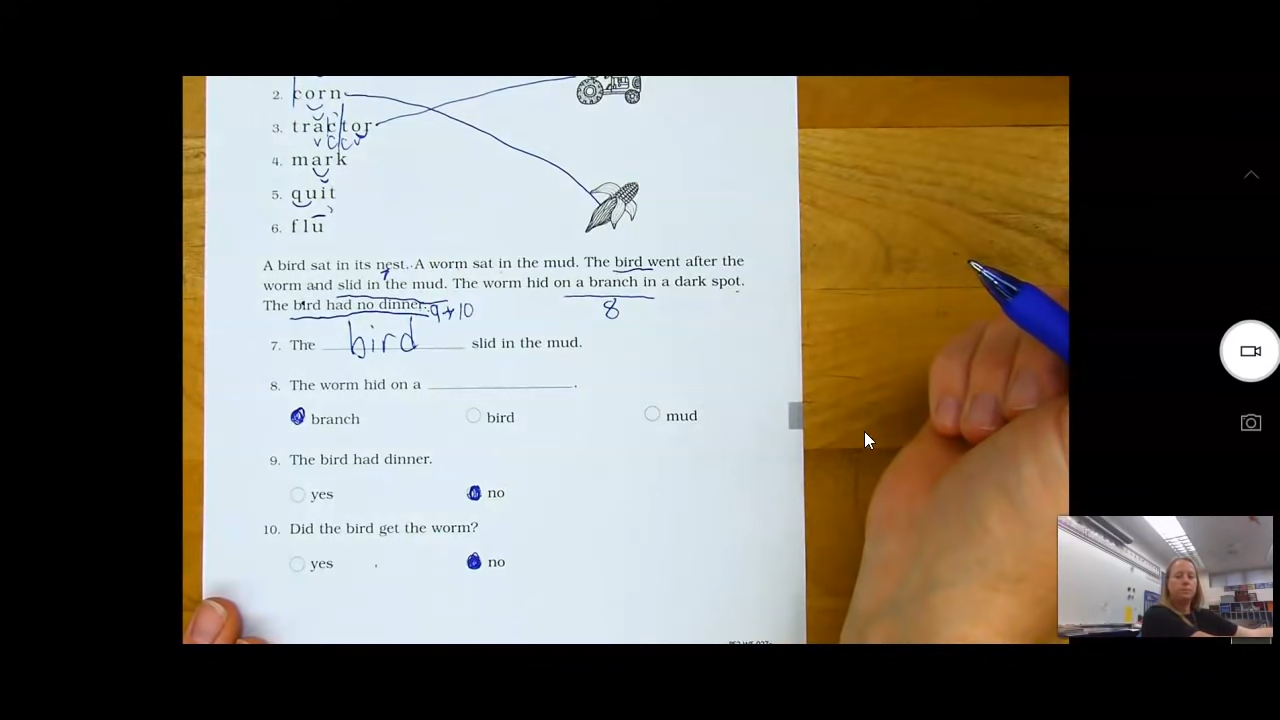 2. corn
3. tractor
v c c v
4. mark
5. quit
6. flu
A bird sat in its nest. A worm sat in the mud. The bird went after the
worm and slid in the mud. The worm hid on a branch in a dark spot.
The bird had no dinner. 9+10
8
7. The bird slid in the mud.
8. The worm hid on a ____________.
branch bird mud
9. The bird had dinner.
yes no
10. Did the bird get the worm?
yes no